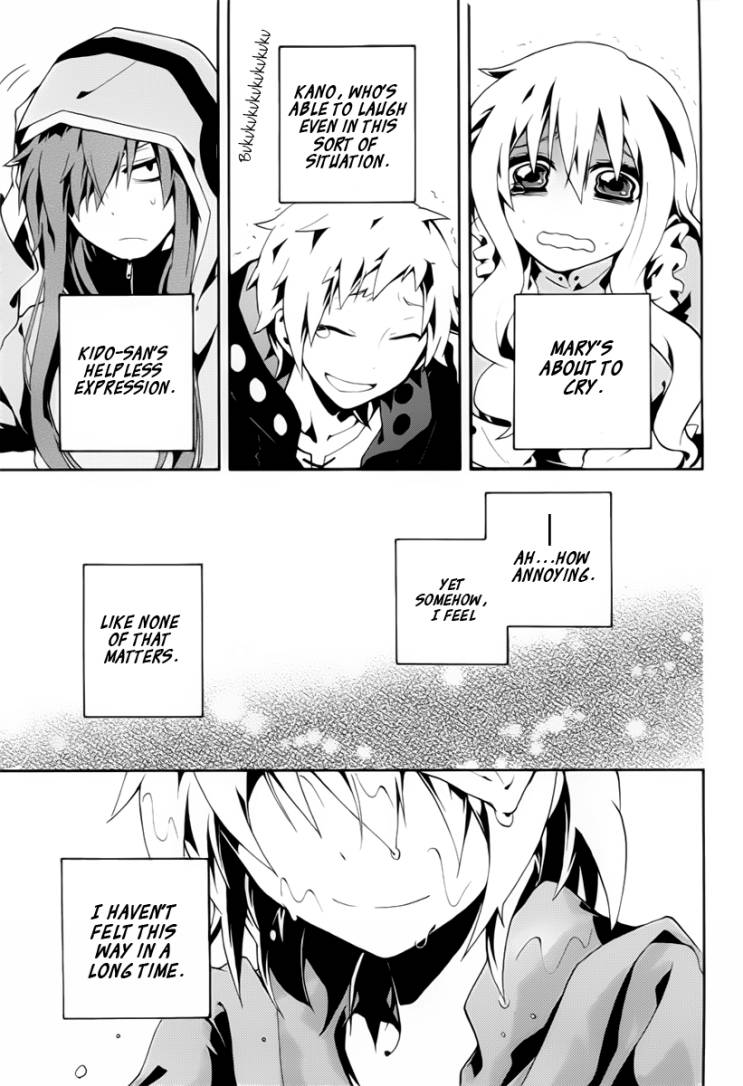 MARY'S
ABOUT TO
CRY.
KANO, WHO'S
ABLE TO LAUGH
EVEN IN THIS
SORT OF
SITUATION.
BUKUKUKUKUKUKUKU
KIDO-SAN'S
HELPLESS
EXPRESSION.
AH...HOW
ANNOYING.
YET
SOMEHOW,
I FEEL
LIKE NONE
OF THAT
MATTERS.
I HAVEN'T
FELT THIS
WAY IN A
LONG TIME.